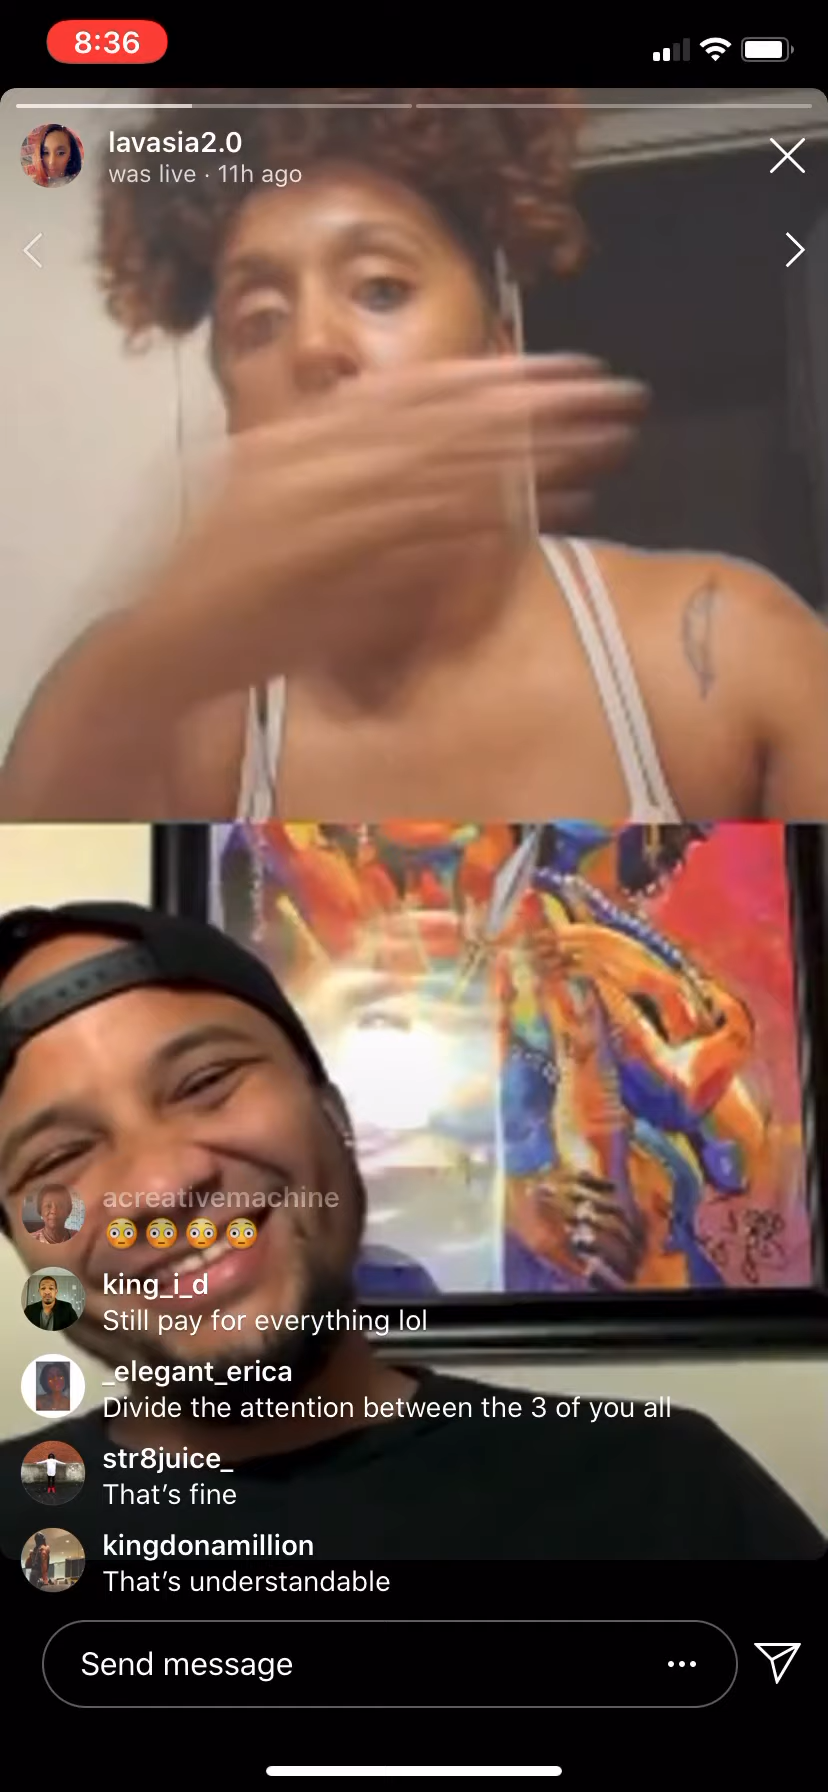 8:36
lavasia2.0
was live · 11h ago
acreativemachine
😳 😳 😳 😳
king_i_d
Still pay for everything lol
_elegant_erica
Divide the attention between the 3 of you all
str8juice_
That’s fine
kingdonamillion
That’s understandable
Send message